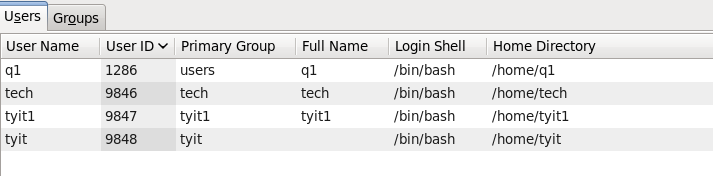 Users Groups
User Name User ID Primary Group Full Name Login Shell Home Directory
q1 1286 users q1 /bin/bash /home/q1
tech 9846 tech tech /bin/bash /home/tech
tyit1 9847 tyit1 tyit1 /bin/bash /home/tyit1
tyit 9848 tyit /bin/bash /home/tyit